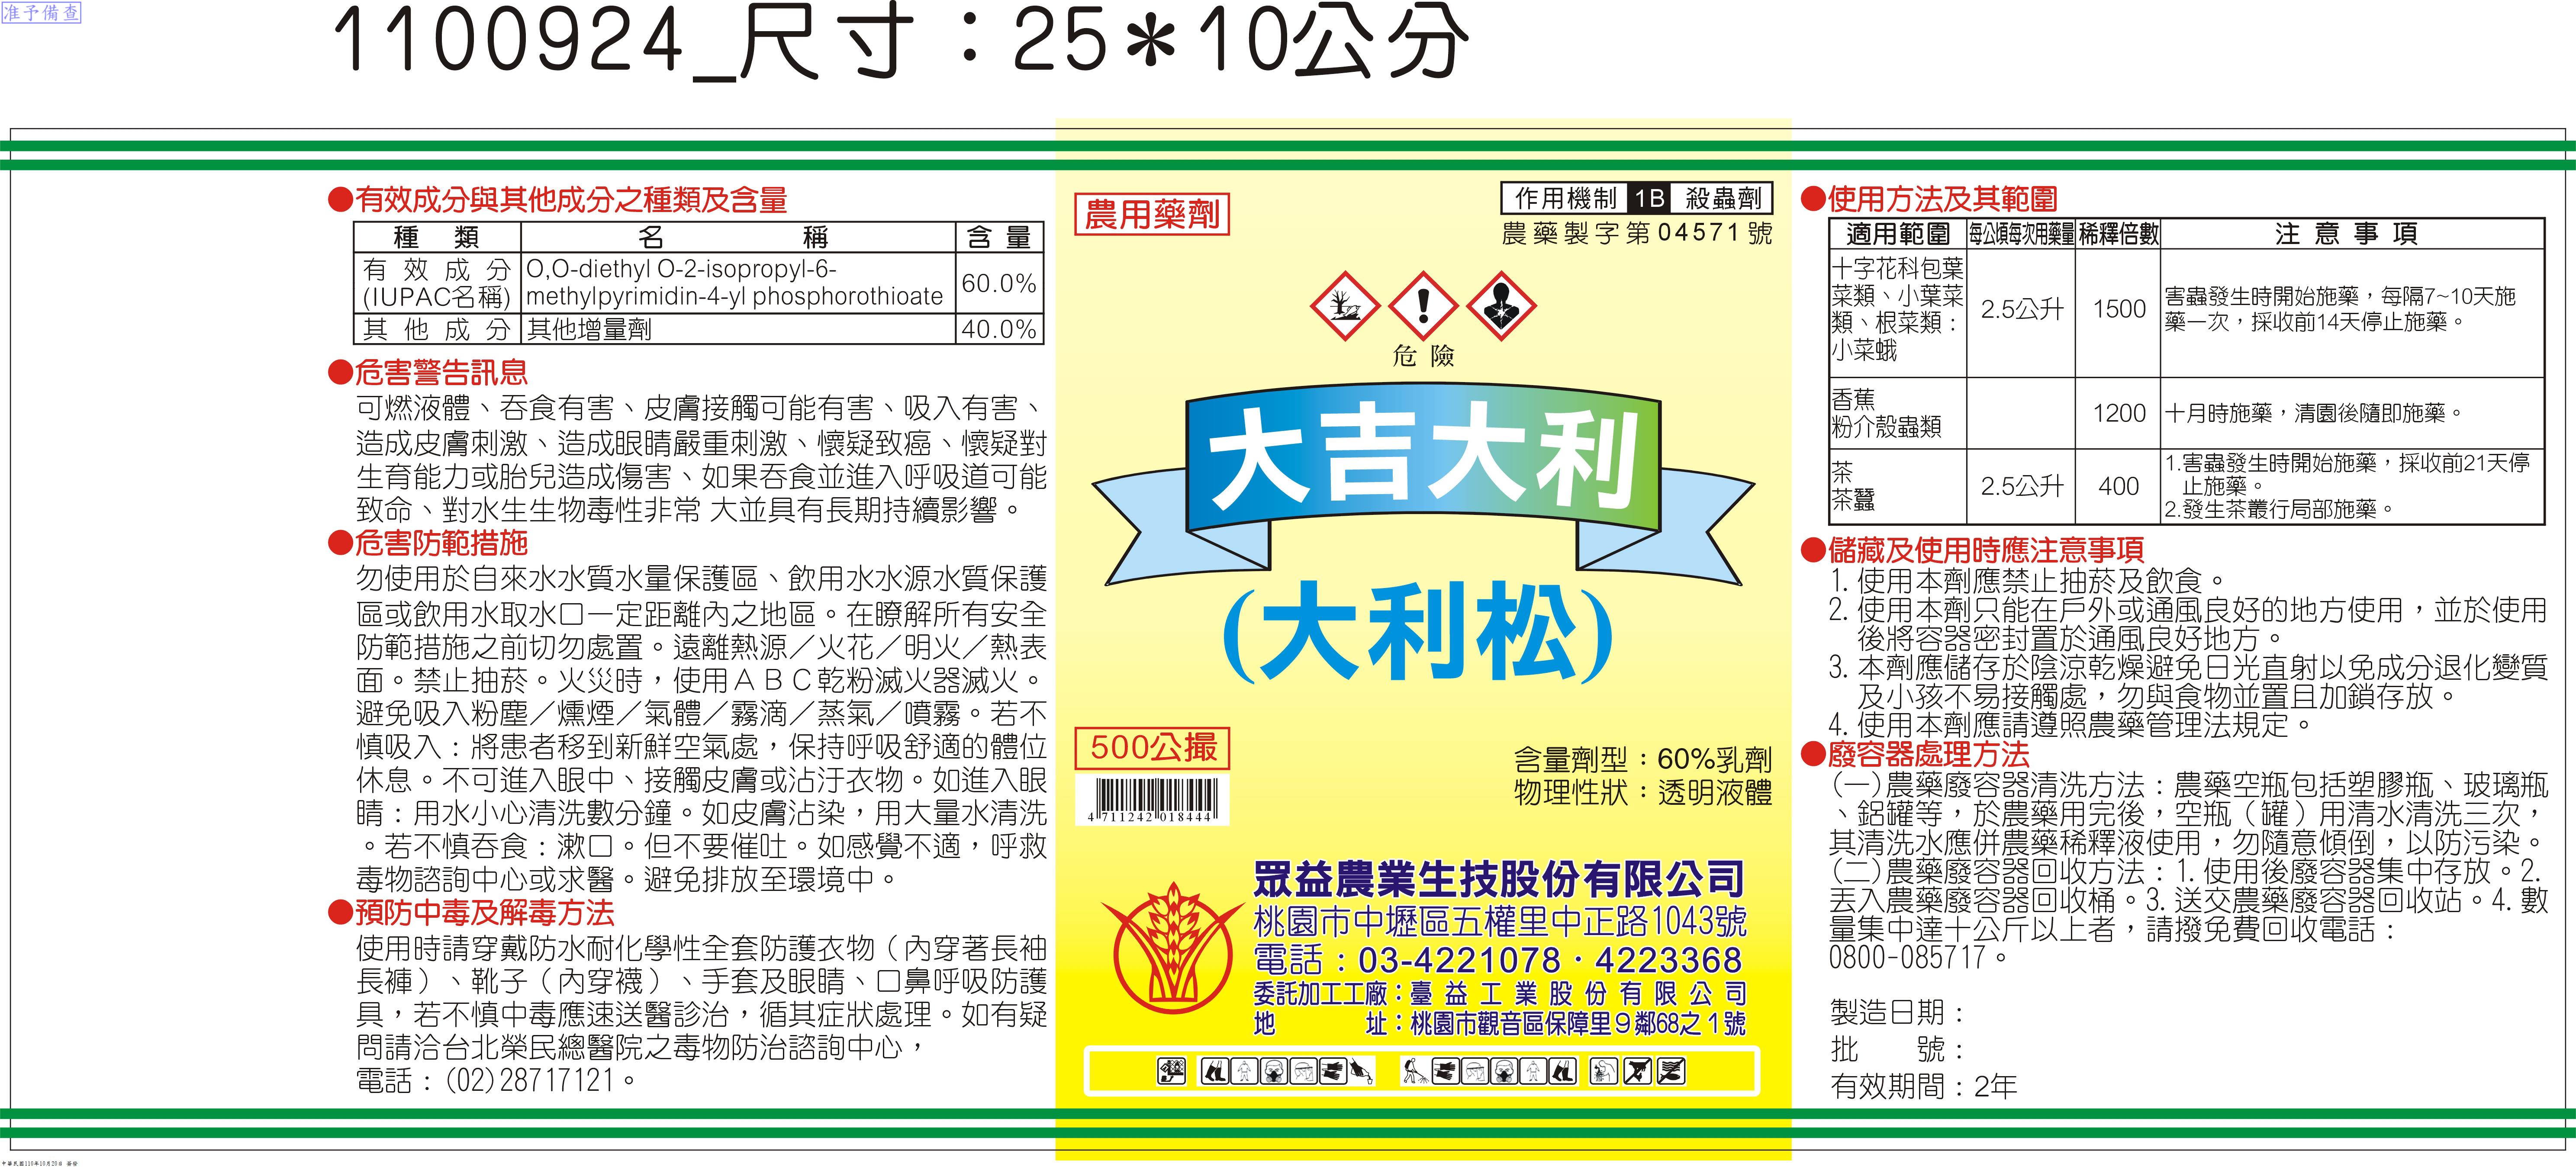 准予備查
1100924_尺寸：25*10公分
●有效成分與其他成分之種類及含量
種 類 名 稱 含量
有效成分 O,O-diethyl O-2-isopropyl-6-
(IUPAC名稱) methylpyrimidin-4-yl phosphorothioate 60.0%
其他成分 其他增量劑 40.0%
●危害警告訊息
可燃液體、吞食有害、皮膚接觸可能有害、吸入有害、
造成皮膚刺激、造成眼睛嚴重刺激、懷疑致癌、懷疑對
生育能力或胎兒造成傷害、如果吞食並進入呼吸道可能
致命、對水生生物毒性非常 大並具有長期持續影響。
●危害防範措施
勿使用於自來水水質水量保護區、飲用水水源水質保護
區或飲用水取水口一定距離內之地區。在瞭解所有安全
防範措施之前切勿處置。遠離熱源／火花／明火／熱表
面。禁止抽菸。火災時，使用ＡＢＣ乾粉滅火器滅火。
避免吸入粉塵／燻煙／氣體／霧滴／蒸氣／噴霧。若不
慎吸入：將患者移到新鮮空氣處，保持呼吸舒適的體位
休息。不可進入眼中、接觸皮膚或沾汙衣物。如進入眼
睛：用水小心清洗數分鐘。如皮膚沾染，用大量水清洗
。若不慎吞食：漱口。但不要催吐。如感覺不適，呼救
毒物諮詢中心或求醫。避免排放至環境中。
●預防中毒及解毒方法
使用時請穿戴防水耐化學性全套防護衣物（內穿著長袖
長褲）、靴子（內穿襪）、手套及眼睛、口鼻呼吸防護
具，若不慎中毒應速送醫診治，循其症狀處理。如有疑
問請洽台北榮民總醫院之毒物防治諮詢中心，
電話：(02)28717121。
農用藥劑
作用機制 1B 殺蟲劑
農藥製字第04571號
危險
大吉大利
(大利松)
500公撮
4 711242 018444
含量劑型：60%乳劑
物理性狀：透明液體
眾益農業生技股份有限公司
桃園市中壢區五權里中正路1043號
電話：03-4221078．4223368
委託加工工廠：臺益工業股份有限公司
地 址：桃園市觀音區保障里9鄰68之1號
●使用方法及其範圍
適用範圍 每公頃每次用藥量 稀釋倍數 注意事項
十字花科包葉
菜類、小葉菜
類、根菜類：
小菜蛾
2.5公升 1500
害蟲發生時開始施藥，每隔7~10天施
藥一次，採收前14天停止施藥。
香蕉
粉介殼蟲類
1200 十月時施藥，清園後隨即施藥。
茶
茶蠶
2.5公升 400
1.害蟲發生時開始施藥，採收前21天停
止施藥。
2.發生茶叢行局部施藥。
●儲藏及使用時應注意事項
1. 使用本劑應禁止抽菸及飲食。
2. 使用本劑只能在戶外或通風良好的地方使用，並於使用
後將容器密封置於通風良好地方。
3. 本劑應儲存於陰涼乾燥避免日光直射以免成分退化變質
及小孩不易接觸處，勿與食物並置且加鎖存放。
4. 使用本劑應請遵照農藥管理法規定。
●廢容器處理方法
(一)農藥廢容器清洗方法：農藥空瓶包括塑膠瓶、玻璃瓶
、鋁罐等，於農藥用完後，空瓶（罐）用清水清洗三次，
其清洗水應併農藥稀釋液使用，勿隨意傾倒，以防污染。
(二)農藥廢容器回收方法：1. 使用後廢容器集中存放。2.
丟入農藥廢容器回收桶。3. 送交農藥廢容器回收站。4. 數
量集中達十公斤以上者，請撥免費回收電話：
0800-085717。
製造日期：
批 號：
有效期間：2年